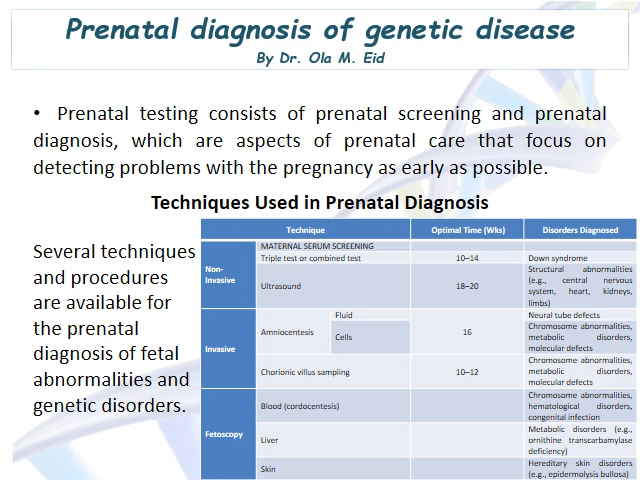 Prenatal diagnosis of genetic disease
By Dr. Ola M. Eid
• Prenatal testing consists of prenatal screening and prenatal
diagnosis, which are aspects of prenatal care that focus on
detecting problems with the pregnancy as early as possible.
Techniques Used in Prenatal Diagnosis
Several techniques
and procedures
are available for
the prenatal
diagnosis of fetal
abnormalities and
genetic disorders.
Technique Optimal Time (Wks) Disorders Diagnosed
Non-
Invasive
MATERNAL SERUM SCREENING
Triple test or combined test 10–14 Down syndrome
Ultrasound 18–20
Structural abnormalities
(e.g., central nervous
system, heart, kidneys,
limbs)
Invasive
Amniocentesis
Fluid
Neural tube defects
Cells
16
Chromosome abnormalities,
metabolic disorders,
molecular defects
Chorionic villus sampling 10–12
Chromosome abnormalities,
metabolic disorders,
molecular defects
Fetoscopy
Blood (cordocentesis)
Chromosome abnormalities,
hematological disorders,
congenital infection
Liver
Metabolic disorders (e.g.,
ornithine transcarbamylase
deficiency)
Skin
Hereditary skin disorders
(e.g., epidermolysis bullosa)